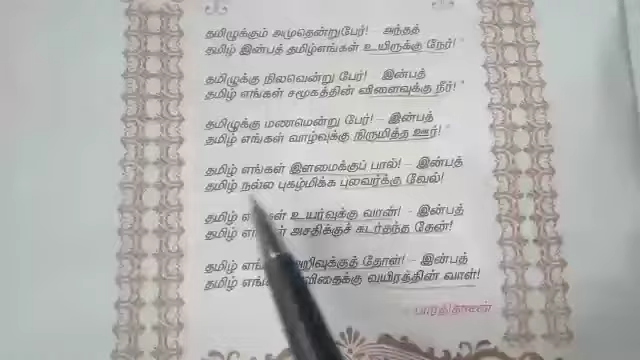 தமிழுக்கும் அமுதென்றுபேர்! – அந்தத்
தமிழ் இன்பத் தமிழ்எங்கள் உயிருக்கு நேர்!
தமிழுக்கு நிலவென்று பேர்! இன்பத்
தமிழ் எங்கள் சமூகத்தின் விளைவுக்கு நீர்!
தமிழுக்கு மணமென்று பேர்! – இன்பத்
தமிழ் எங்கள் வாழ்வுக்கு நிருமித்த ஊர்!
தமிழ் எங்கள் இளமைக்குப் பால்! – இன்பத்
தமிழ் நல்ல புகழ்மிக்க புலவர்க்கு வேல்!
தமிழ் உயர்வுக்கு வான்! - இன்பத்
தமிழ் அசதிக்குச் சுடர்தந்த தேன்!
தமிழ் தோள்! – இன்பத்
தமிழ் வயிரத்தின் வாள்!
பாரதிதாசன்